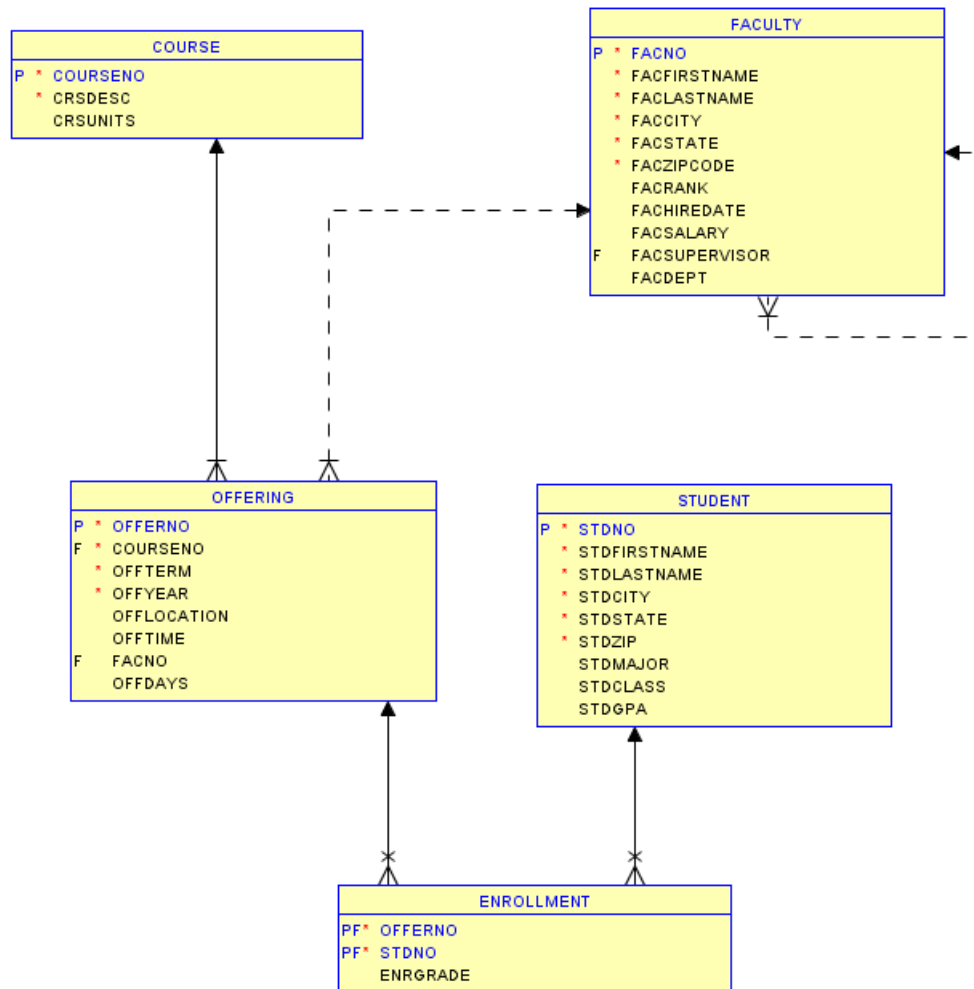 COURSE
P * COURSENO
* CRSDESC
CRSUNITS
FACULTY
P * FACNO
* FACFIRSTNAME
* FACLASTNAME
* FACCITY
* FACSTATE
* FACZIPCODE
FACRANK
FACHIREDATE
FACSALARY
F FACSUPERVISOR
FACDEPT
OFFERING
P * OFFERNO
F * COURSENO
* OFFTERM
* OFFYEAR
OFFLOCATION
OFFTIME
F FACNO
OFFDAYS
STUDENT
P * STDNO
* STDFIRSTNAME
* STDLASTNAME
* STDCITY
* STDSTATE
* STDZIP
STDMAJOR
STDCLASS
STDGPA
ENROLLMENT
PF* OFFERNO
PF* STDNO
ENRGRADE